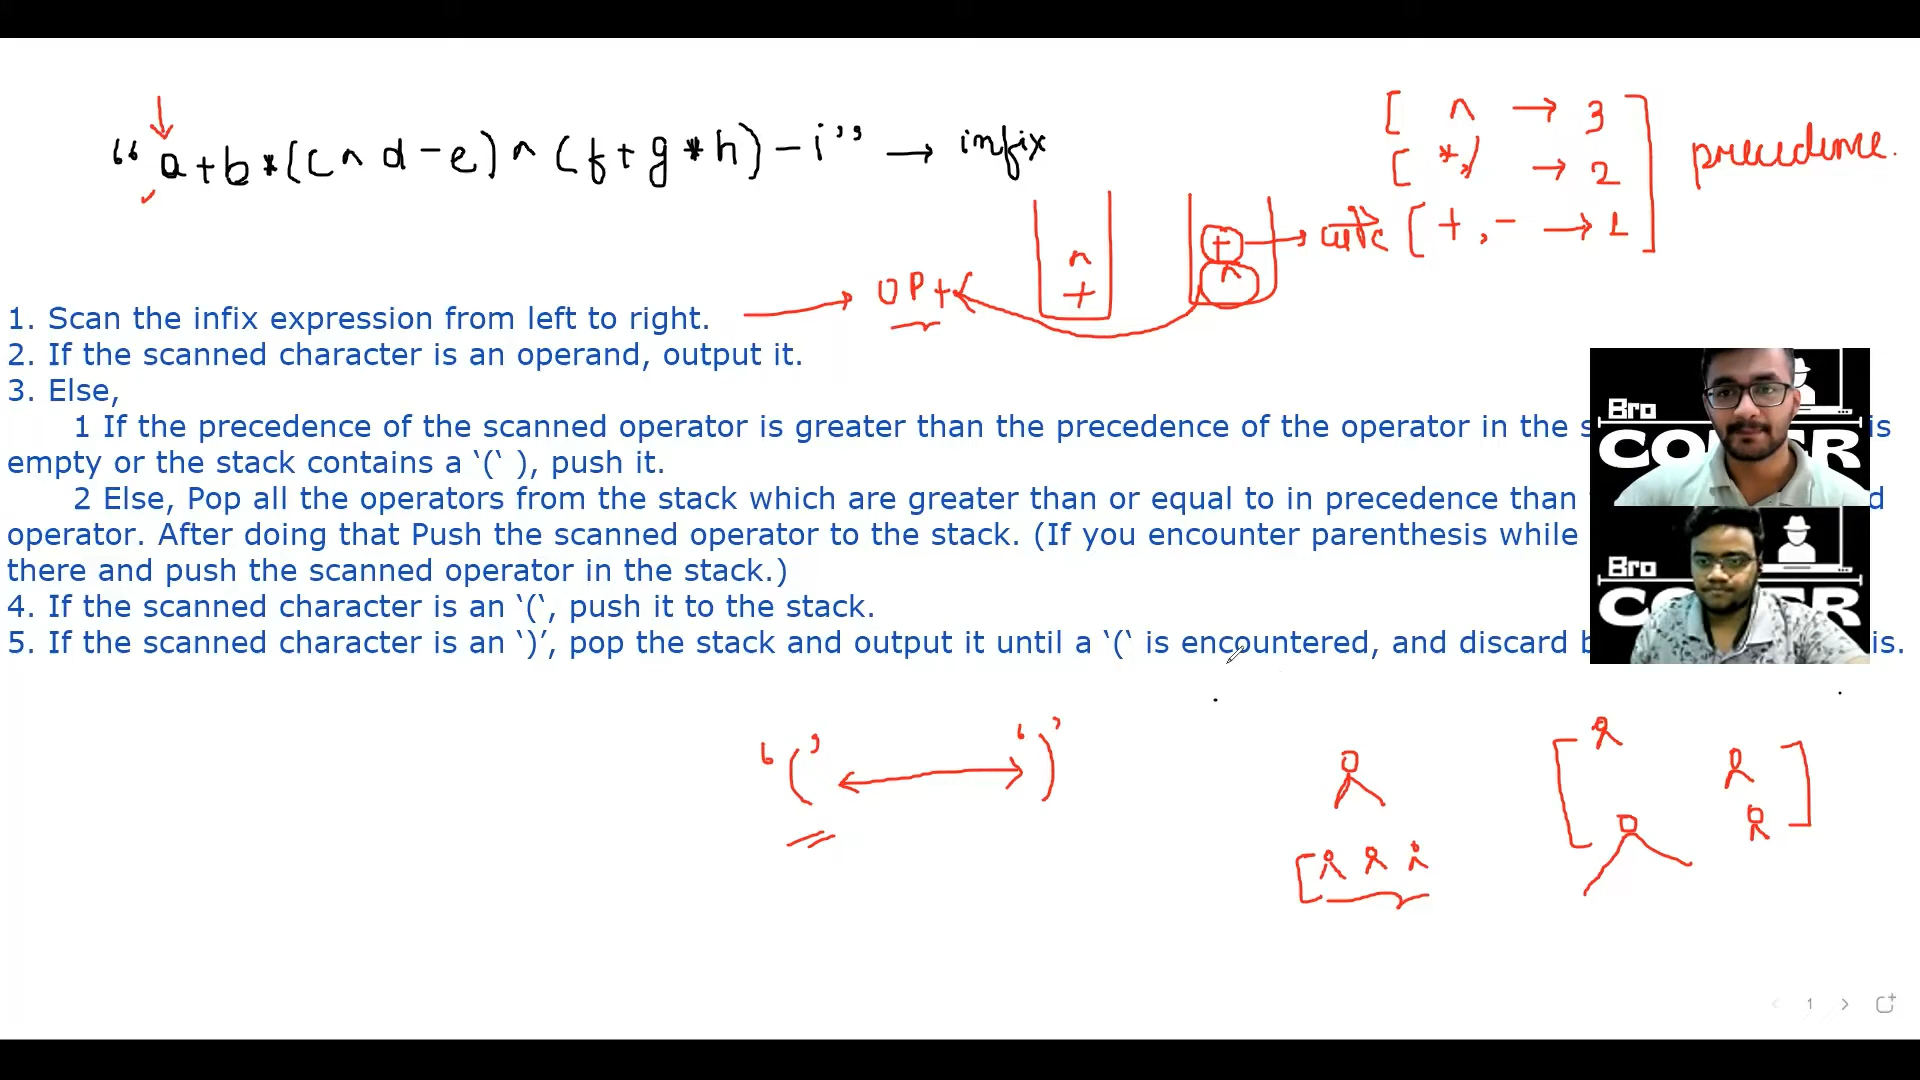 “a+b*(c^d-e)^(f+g*h)-i” → infix
[ ^ → 3
[ *,/ → 2
[ +,- → 1
] precedence.
^
+
+
^
OP
1. Scan the infix expression from left to right.
2. If the scanned character is an operand, output it.
3. Else,
1 If the precedence of the scanned operator is greater than the precedence of the operator in the s is
empty or the stack contains a ‘(‘ ), push it.
2 Else, Pop all the operators from the stack which are greater than or equal to in precedence than d
operator. After doing that Push the scanned operator to the stack. (If you encounter parenthesis while
there and push the scanned operator in the stack.)
4. If the scanned character is an ‘(‘, push it to the stack.
5. If the scanned character is an ‘)’, pop the stack and output it until a ‘(‘ is encountered, and discard b is.
Bro
Bro
‘(’ ↔ ‘)’
1